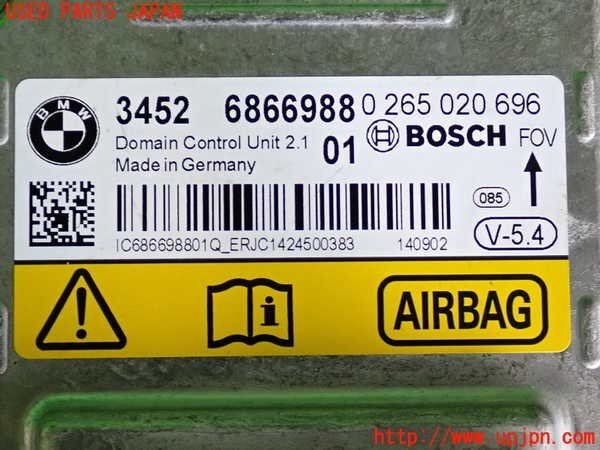 USED PARTS JAPAN
BMW
3452 6866988 0 265 020 696
Domain Control Unit 2.1 01 BOSCH FOV
Made in Germany
085
V-5.4
IC686698801Q_ERJC1424500383 140902
AIRBAG
http://www.upjpn.com